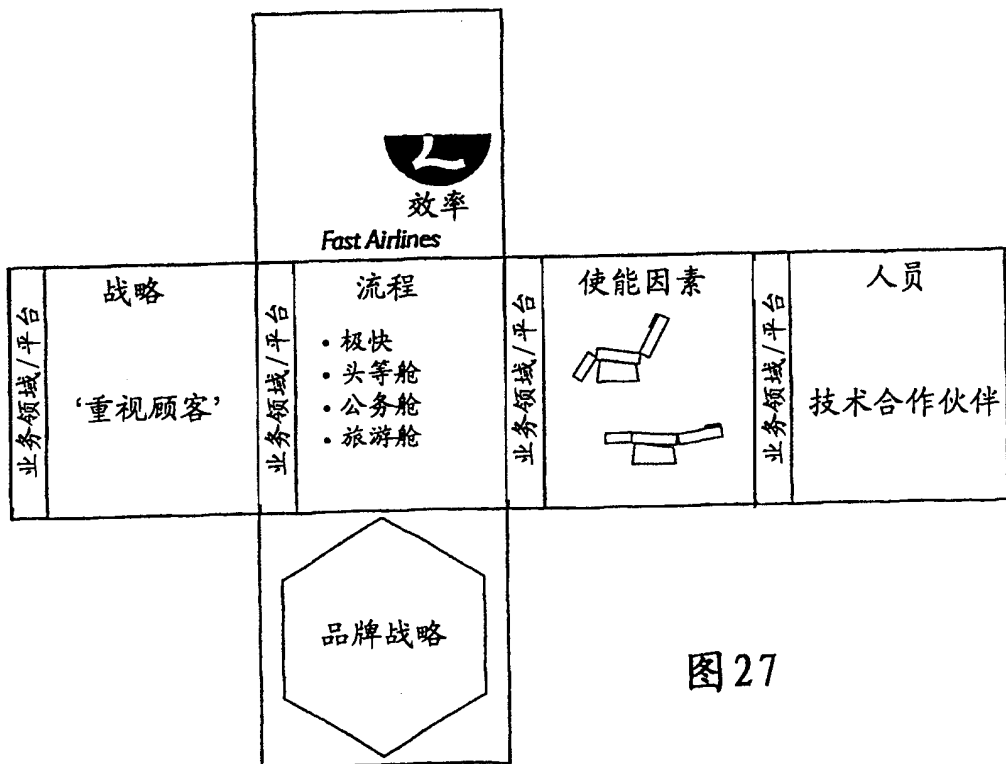 效率
Fast Airlines
业务领域/平台
战略
‘重视顾客’
业务领域/平台
流程
• 极快
• 头等舱
• 公务舱
• 旅游舱
业务领域/平台
使能因素
业务领域/平台
人员
技术合作伙伴
品牌战略
图27